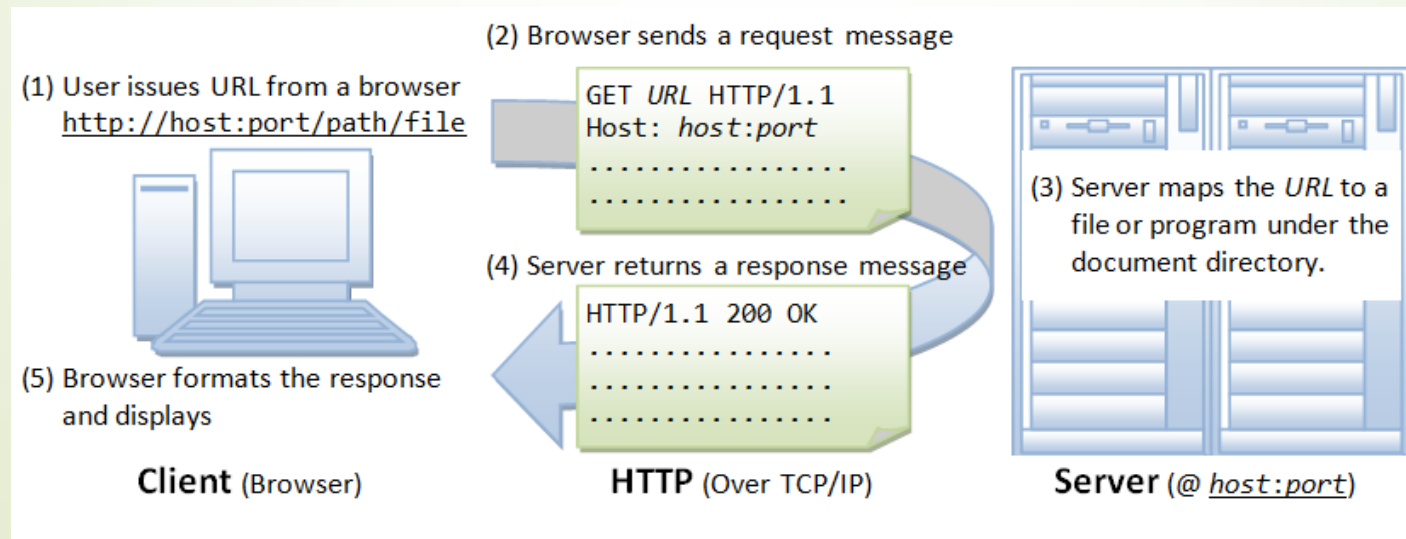 (1) User issues URL from a browser
http://host:port/path/file
(2) Browser sends a request message
GET URL HTTP/1.1
Host: host:port
.................
.................
(3) Server maps the URL to a
file or program under the
document directory.
(4) Server returns a response message
HTTP/1.1 200 OK
................
................
................
(5) Browser formats the response
and displays
Client (Browser)
HTTP (Over TCP/IP)
Server (@ host:port)